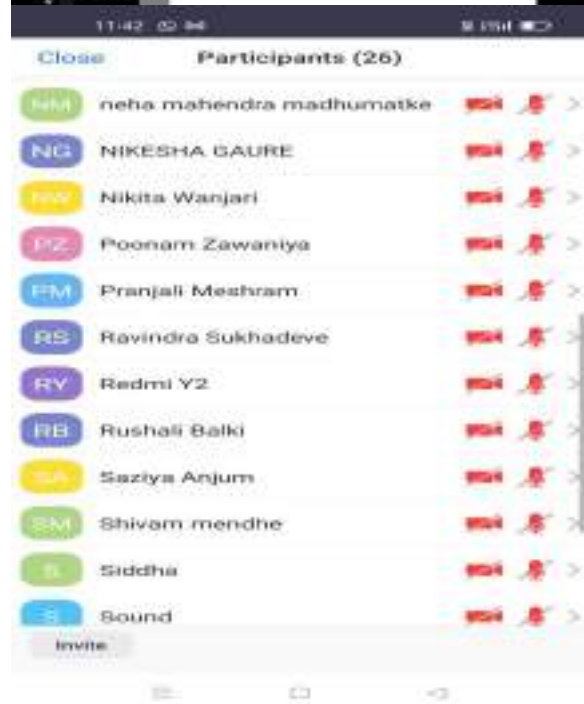 11:42
Close Participants (26)
NM neha mahendra madhumatke
NG NIKESHA GAURE
NW Nikita Wanjari
PZ Poonam Zawaniya
PM Pranjali Meshram
RS Ravindra Sukhadeve
RY Redmi Y2
RB Rushali Balki
SA Saziya Anjum
SM Shivam mendhe
S Siddha
S Sound
Invite